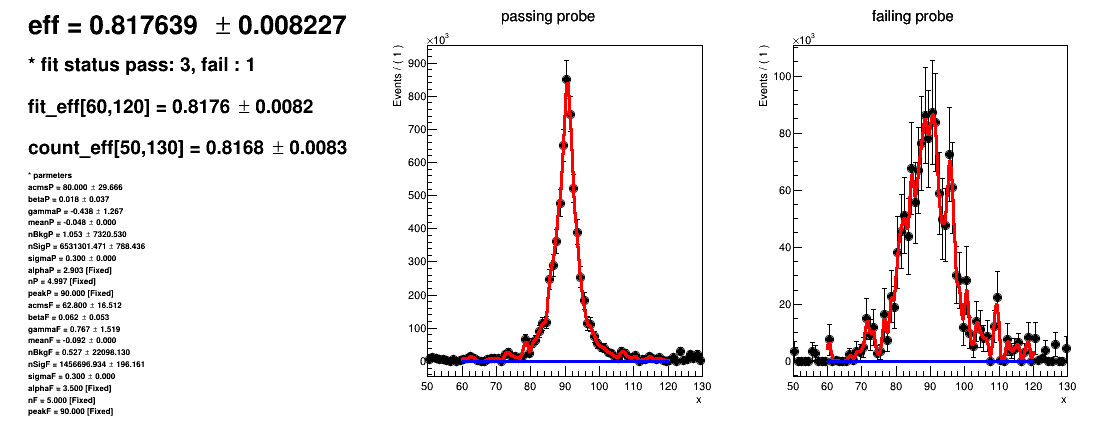 eff = 0.817639 ± 0.008227
* fit status pass: 3, fail : 1
fit_eff[60,120] = 0.8176 ± 0.0082
count_eff[50,130] = 0.8168 ± 0.0083
* parmeters
acmsP = 80.000 ± 29.666
betaP = 0.018 ± 0.037
gammaP = -0.438 ± 1.267
meanP = -0.048 ± 0.000
nBkgP = 1.053 ± 7320.530
nSigP = 6531301.471 ± 788.436
sigmaP = 0.300 ± 0.000
alphaP = 2.903 [Fixed]
nP = 4.997 [Fixed]
peakP = 90.000 [Fixed]
acmsF = 62.800 ± 16.512
betaF = 0.062 ± 0.053
gammaF = 0.767 ± 1.519
meanF = -0.092 ± 0.000
nBkgF = 0.527 ± 22098.130
nSigF = 1456696.934 ± 196.161
sigmaF = 0.300 ± 0.000
alphaF = 3.500 [Fixed]
nF = 5.000 [Fixed]
peakF = 90.000 [Fixed]
passing probe
×10³
Events / ( 1 )
900
800
700
600
500
400
300
200
100
0
50 60 70 80 90 100 110 120 130
x
failing probe
×10³
Events / ( 1 )
100
80
60
40
20
0
50 60 70 80 90 100 110 120 130
x